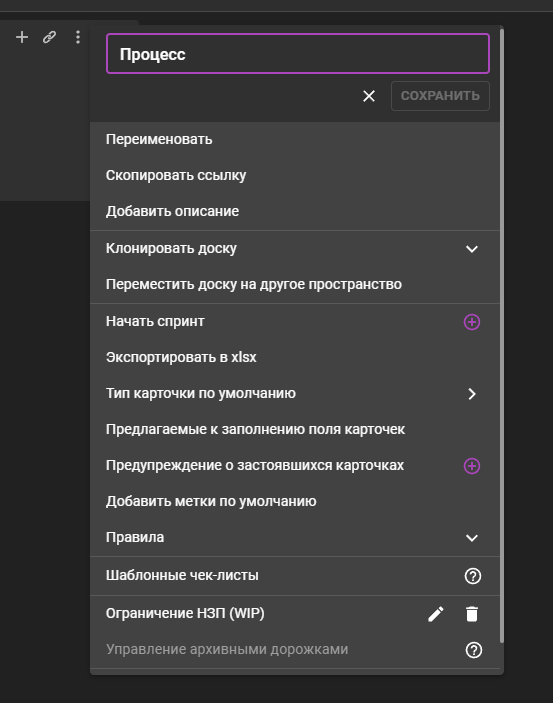 Процесс
СОХРАНИТЬ
Переименовать
Скопировать ссылку
Добавить описание
Клонировать доску
Переместить доску на другое пространство
Начать спринт
Экспортировать в xlsx
Тип карточки по умолчанию
Предлагаемые к заполнению поля карточек
Предупреждение о застоявшихся карточках
Добавить метки по умолчанию
Правила
Шаблонные чек-листы
Ограничение НЗП (WIP)
Управление архивными дорожками